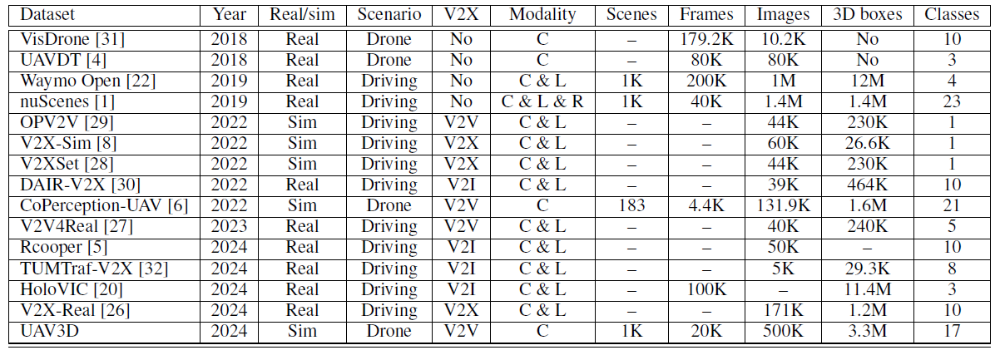 Dataset Year Real/sim Scenario V2X Modality Scenes Frames Images 3D boxes Classes
VisDrone [31] 2018 Real Drone No C – 179.2K 10.2K No 10
UAVDT [4] 2018 Real Drone No C – 80K 80K No 3
Waymo Open [22] 2019 Real Driving No C & L 1K 200K 1M 12M 4
nuScenes [1] 2019 Real Driving No C & L & R 1K 40K 1.4M 1.4M 23
OPV2V [29] 2022 Sim Driving V2V C & L – – 44K 230K 1
V2X-Sim [8] 2022 Sim Driving V2X C & L – – 60K 26.6K 1
V2XSet [28] 2022 Sim Driving V2X C & L – – 44K 230K 1
DAIR-V2X [30] 2022 Real Driving V2I C & L – – 39K 464K 10
CoPerception-UAV [6] 2022 Sim Drone V2V C 183 4.4K 131.9K 1.6M 21
V2V4Real [27] 2023 Real Driving V2V C & L – – 40K 240K 5
Rcooper [5] 2024 Real Driving V2I C & L – – 50K – 10
TUMTraf-V2X [32] 2024 Real Driving V2I C & L – – 5K 29.3K 8
HoloVIC [20] 2024 Real Driving V2I C & L – 100K – 11.4M 3
V2X-Real [26] 2024 Real Driving V2X C & L – – 171K 1.2M 10
UAV3D 2024 Sim Drone V2V C 1K 20K 500K 3.3M 17